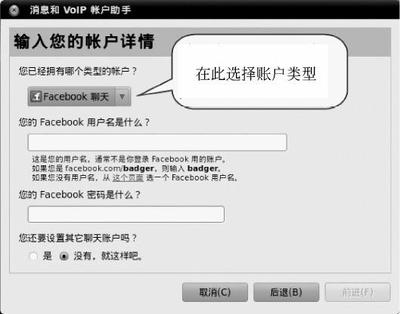 消息和 VoIP 帐户助手
输入您的帐户详情
您已经拥有哪个类型的帐户？
在此选择账户类型
Facebook 聊天
您的 Facebook 用户名是什么？
这是您的用户名，通常不是你登录 Facebook 用的账户。
如果您是 facebook.com/badger，则输入 badger。
如果您没有用户名，从 这个页面 选一个 Facebook 用户名。
您的 Facebook 密码是什么？
您还要设置其它聊天账户吗？
是 没有，就这样吧。
取消(C) 后退(B) 前进(F)